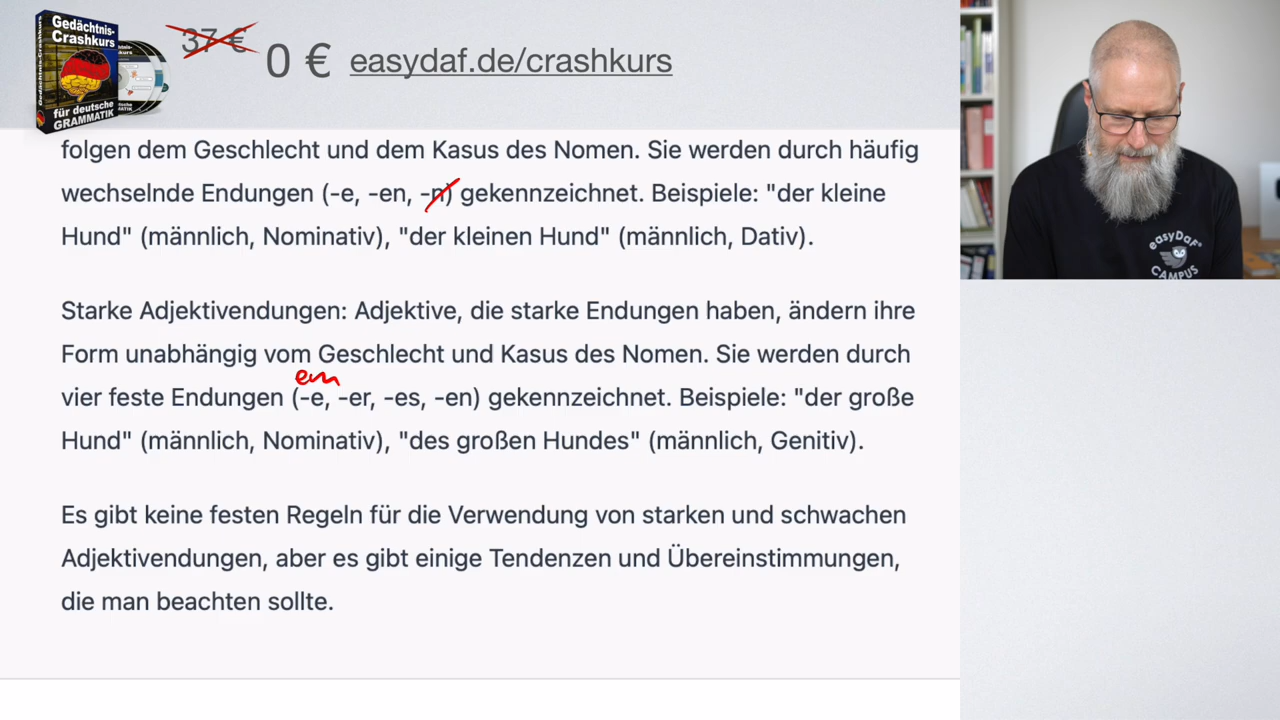 Gedächtnis-
Crashkurs
für deutsche
GRAMMATIK
37 €
0 € easydaf.de/crashkurs
folgen dem Geschlecht und dem Kasus des Nomen. Sie werden durch häufig
wechselnde Endungen (-e, -en, -n) gekennzeichnet. Beispiele: "der kleine
Hund" (männlich, Nominativ), "der kleinen Hund" (männlich, Dativ).
Starke Adjektivendungen: Adjektive, die starke Endungen haben, ändern ihre
Form unabhängig vom Geschlecht und Kasus des Nomen. Sie werden durch
em
vier feste Endungen (-e, -er, -es, -en) gekennzeichnet. Beispiele: "der große
Hund" (männlich, Nominativ), "des großen Hundes" (männlich, Genitiv).
Es gibt keine festen Regeln für die Verwendung von starken und schwachen
Adjektivendungen, aber es gibt einige Tendenzen und Übereinstimmungen,
die man beachten sollte.
easyDaf®
CAMPUS